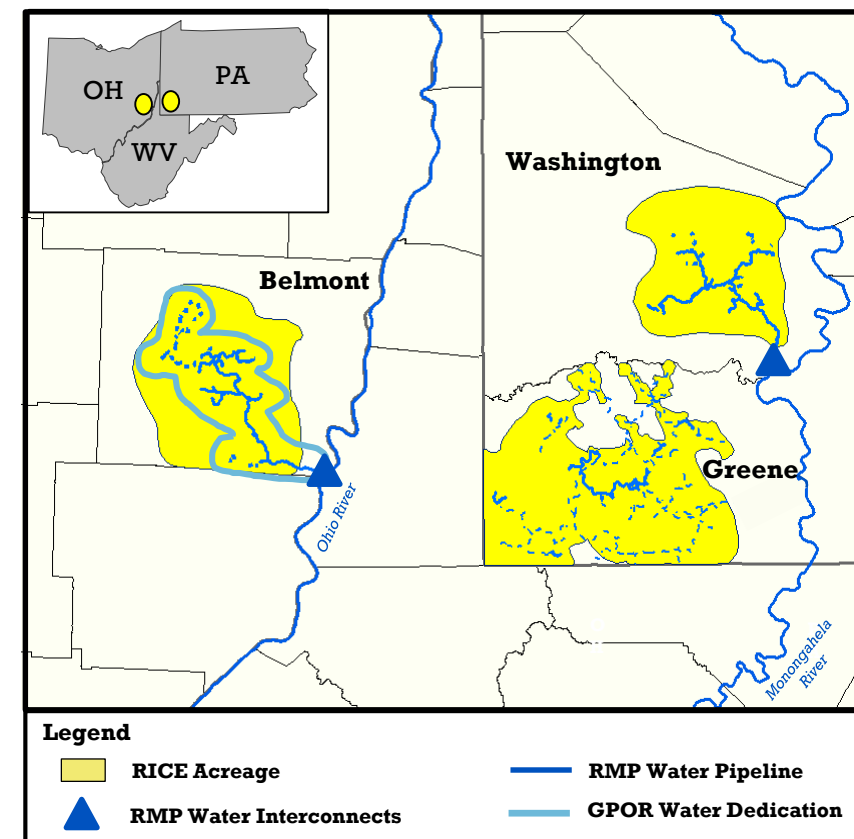 OH
PA
WV
Washington
Belmont
Greene
Ohio River
Monongahela
River
Legend
RICE Acreage
RMP Water Pipeline
RMP Water Interconnects
GPOR Water Dedication